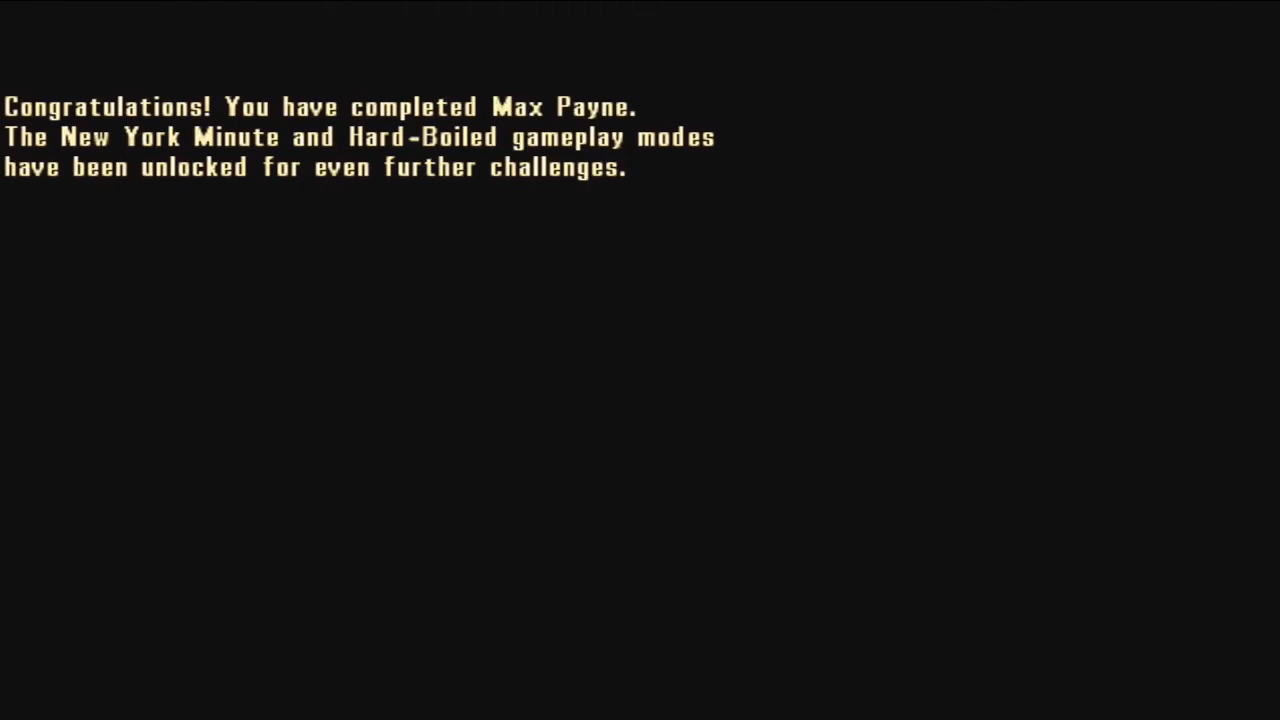 Congratulations! You have completed Max Payne.
The New York Minute and Hard-Boiled gameplay modes
have been unlocked for even further challenges.